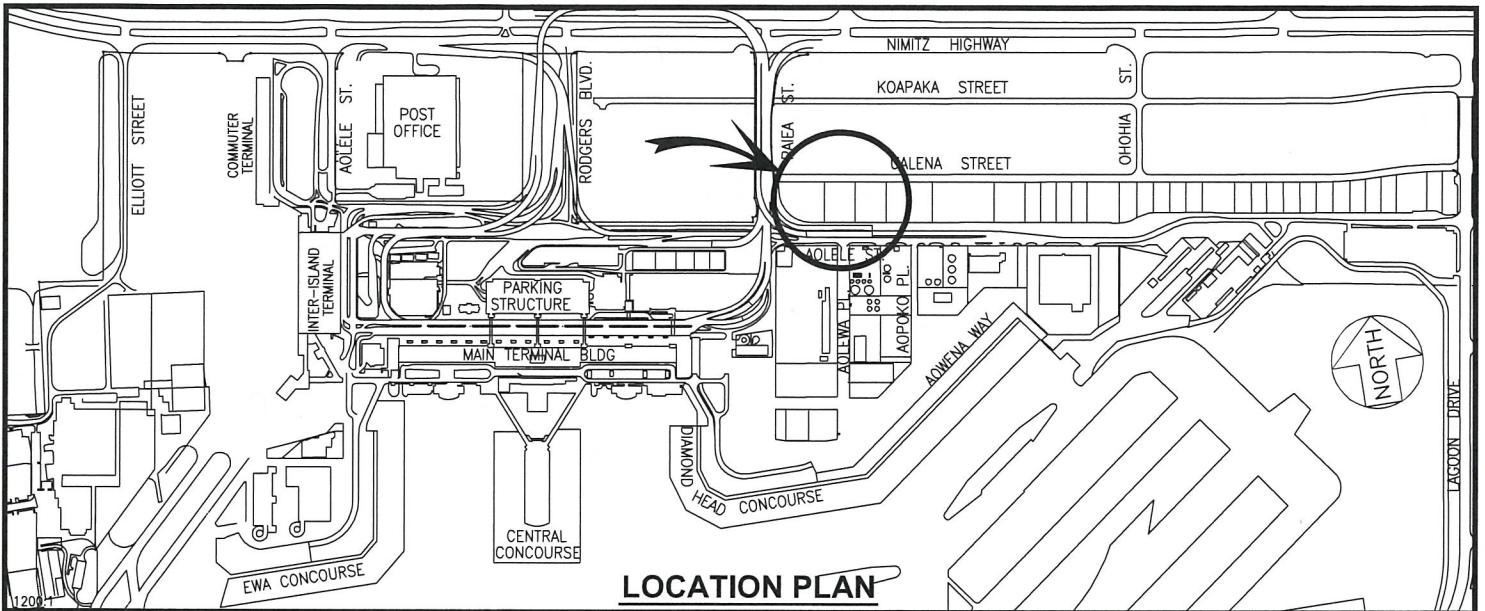 NIMITZ HIGHWAY
KOAPAKA STREET
UALENA STREET
OHOHIA ST.
PAIEA ST.
RODGERS BLVD.
POST
OFFICE
AOLELE ST.
COMMUTER
TERMINAL
ELLIOTT STREET
INTER-ISLAND
TERMINAL
PARKING
STRUCTURE
MAIN TERMINAL BLDG
AOLELE ST.
AOLEWA PL.
AOPOKO PL.
AOWENA WAY
NORTH
LAGOON DRIVE
DIAMOND HEAD CONCOURSE
CENTRAL
CONCOURSE
EWA CONCOURSE
LOCATION PLAN